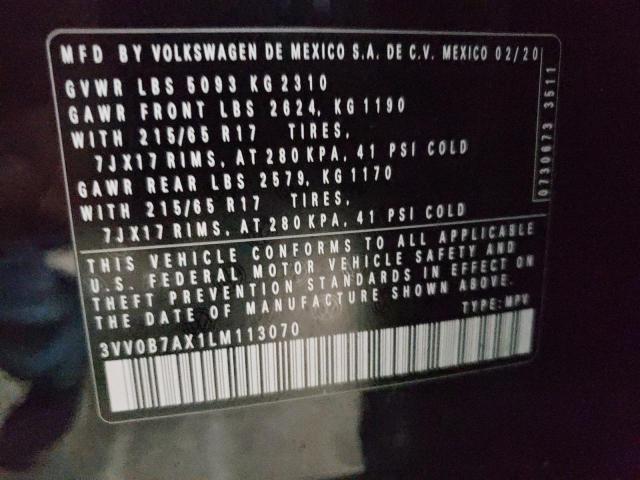 MFD BY VOLKSWAGEN DE MEXICO S.A. DE C.V. MEXICO 02/20
GVWR LBS 5093 KG 2310
GAWR FRONT LBS 2624, KG 1190
WITH 215/65 R17 TIRES,
7JX17 RIMS, AT 280 KPA, 41 PSI COLD
GAWR REAR LBS 2579, KG 1170
WITH 215/65 R17 TIRES,
7JX17 RIMS, AT 280 KPA, 41 PSI COLD
0730673 3511
THIS VEHICLE CONFORMS TO ALL APPLICABLE
U.S. FEDERAL MOTOR VEHICLE SAFETY AND
THEFT PREVENTION STANDARDS IN EFFECT ON
THE DATE OF MANUFACTURE SHOWN ABOVE.
TYPE: MPV
3VV0B7AX1LM113070